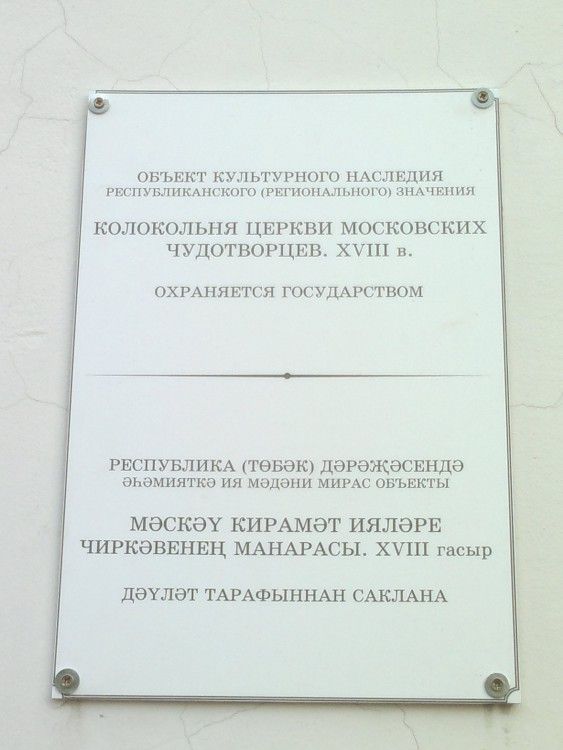 ОБЪЕКТ КУЛЬТУРНОГО НАСЛЕДИЯ
РЕСПУБЛИКАНСКОГО (РЕГИОНАЛЬНОГО) ЗНАЧЕНИЯ
КОЛОКОЛЬНЯ ЦЕРКВИ МОСКОВСКИХ
ЧУДОТВОРЦЕВ. XVIII в.
ОХРАНЯЕТСЯ ГОСУДАРСТВОМ
РЕСПУБЛИКА (ТӨБӘК) ДӘРӘҖӘСЕНДӘ
ӘҺӘМИЯТКӘ ИЯ МӘДӘНИ МИРАС ОБЪЕКТЫ
МӘСКӘҮ КИРАМӘТ ИЯЛӘРЕ
ЧИРКӘВЕНЕҢ МАНАРАСЫ. XVIII гасыр
ДӘҮЛӘТ ТАРАФЫННАН САКЛАНА